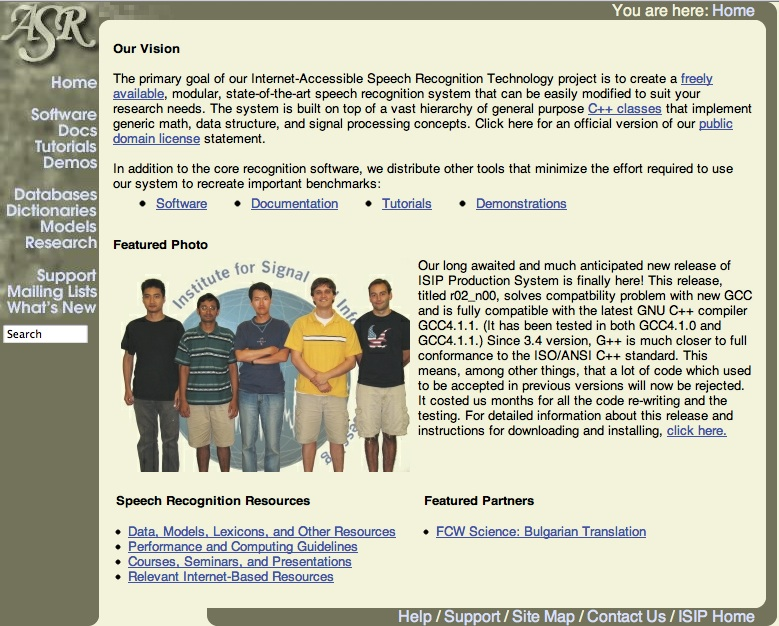 ASR
You are here: Home
Home
Software
Docs
Tutorials
Demos
Databases
Dictionaries
Models
Research
Support
Mailing Lists
What's New
Search
Our Vision
The primary goal of our Internet-Accessible Speech Recognition Technology project is to create a freely
available, modular, state-of-the-art speech recognition system that can be easily modified to suit your
research needs. The system is built on top of a vast hierarchy of general purpose C++ classes that implement
generic math, data structure, and signal processing concepts. Click here for an official version of our public
domain license statement.
In addition to the core recognition software, we distribute other tools that minimize the effort required to use
our system to recreate important benchmarks:
• Software • Documentation • Tutorials • Demonstrations
Featured Photo
Institute for Signal
Our long awaited and much anticipated new release of
ISIP Production System is finally here! This release,
titled r02_n00, solves compatbility problem with new GCC
and is fully compatible with the latest GNU C++ compiler
GCC4.1.1. (It has been tested in both GCC4.1.0 and
GCC4.1.1.) Since 3.4 version, G++ is much closer to full
conformance to the ISO/ANSI C++ standard. This
means, among other things, that a lot of code which used
to be accepted in previous versions will now be rejected.
It costed us months for all the code re-writing and the
testing. For detailed information about this release and
instructions for downloading and installing, click here.
Speech Recognition Resources
• Data, Models, Lexicons, and Other Resources
• Performance and Computing Guidelines
• Courses, Seminars, and Presentations
• Relevant Internet-Based Resources
Featured Partners
• FCW Science: Bulgarian Translation
Help / Support / Site Map / Contact Us / ISIP Home